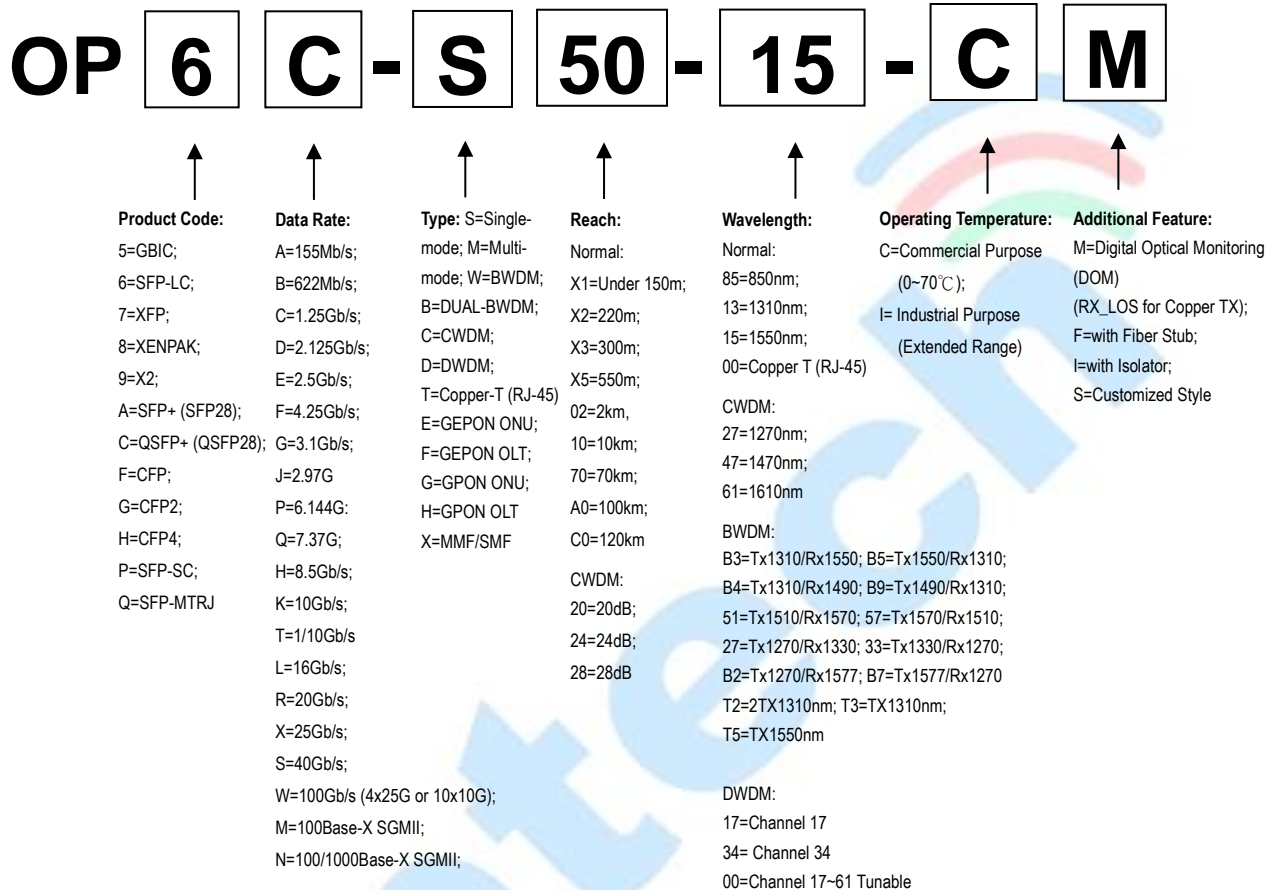 OP 6 C - S 50 - 15 - C M
Product Code:
5=GBIC;
6=SFP-LC;
7=XFP;
8=XENPAK;
9=X2;
A=SFP+ (SFP28);
C=QSFP+ (QSFP28);
F=CFP;
G=CFP2;
H=CFP4;
P=SFP-SC;
Q=SFP-MTRJ
Data Rate:
A=155Mb/s;
B=622Mb/s;
C=1.25Gb/s;
D=2.125Gb/s;
E=2.5Gb/s;
F=4.25Gb/s;
G=3.1Gb/s;
J=2.97G
P=6.144G:
Q=7.37G;
H=8.5Gb/s;
K=10Gb/s;
T=1/10Gb/s
L=16Gb/s;
R=20Gb/s;
X=25Gb/s;
S=40Gb/s;
W=100Gb/s (4x25G or 10x10G);
M=100Base-X SGMII;
N=100/1000Base-X SGMII;
Type: S=Single-
mode; M=Multi-
mode; W=BWDM;
B=DUAL-BWDM;
C=CWDM;
D=DWDM;
T=Copper-T (RJ-45)
E=GEPON ONU;
F=GEPON OLT;
G=GPON ONU;
H=GPON OLT
X=MMF/SMF
Reach:
Normal:
X1=Under 150m;
X2=220m;
X3=300m;
X5=550m;
02=2km,
10=10km;
70=70km;
A0=100km;
C0=120km
CWDM:
20=20dB;
24=24dB;
28=28dB
Wavelength:
Normal:
85=850nm;
13=1310nm;
15=1550nm;
00=Copper T (RJ-45)
CWDM:
27=1270nm;
47=1470nm;
61=1610nm
BWDM:
B3=Tx1310/Rx1550; B5=Tx1550/Rx1310;
B4=Tx1310/Rx1490; B9=Tx1490/Rx1310;
51=Tx1510/Rx1570; 57=Tx1570/Rx1510;
27=Tx1270/Rx1330; 33=Tx1330/Rx1270;
B2=Tx1270/Rx1577; B7=Tx1577/Rx1270
T2=2TX1310nm; T3=TX1310nm;
T5=TX1550nm
DWDM:
17=Channel 17
34= Channel 34
00=Channel 17~61 Tunable
Operating Temperature:
C=Commercial Purpose
(0~70℃);
I= Industrial Purpose
(Extended Range)
Additional Feature:
M=Digital Optical Monitoring
(DOM)
(RX_LOS for Copper TX);
F=with Fiber Stub;
I=with Isolator;
S=Customized Style